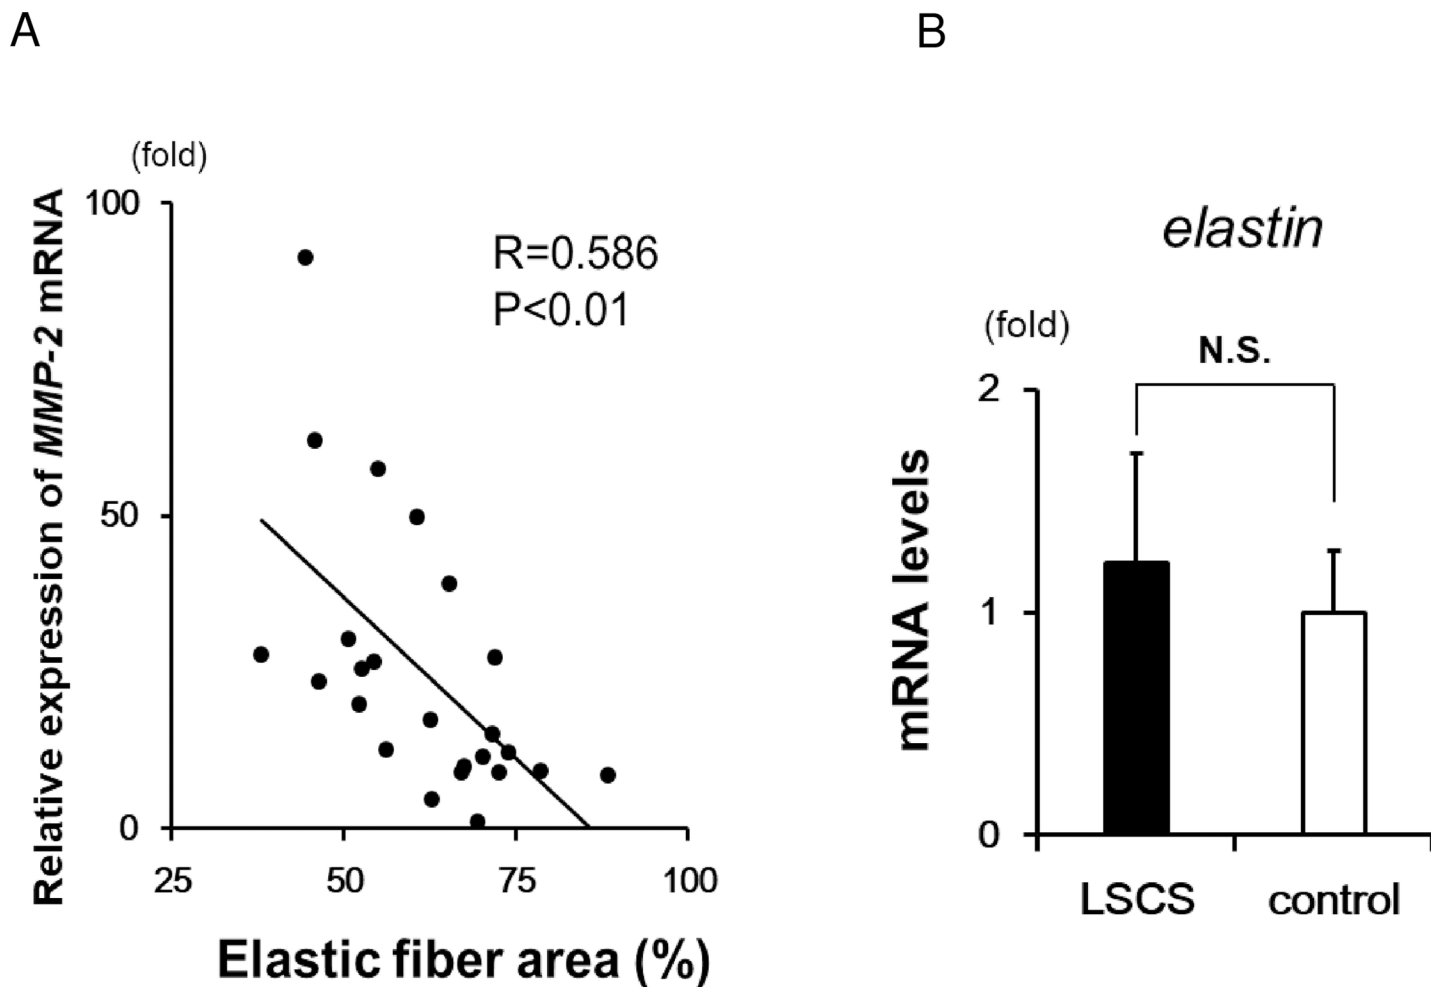 A
(fold)
Relative expression of MMP-2 mRNA
100
50
0
R=0.586
P<0.01
25 50 75 100
Elastic fiber area (%)
B
elastin
(fold)
N.S.
mRNA levels
2
1
0
LSCS control